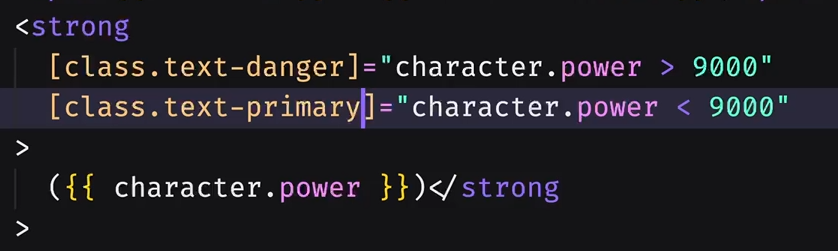 <strong
[class.text-danger]="character.power > 9000"
[class.text-primary]="character.power < 9000"
>
({{ character.power }})</strong
>